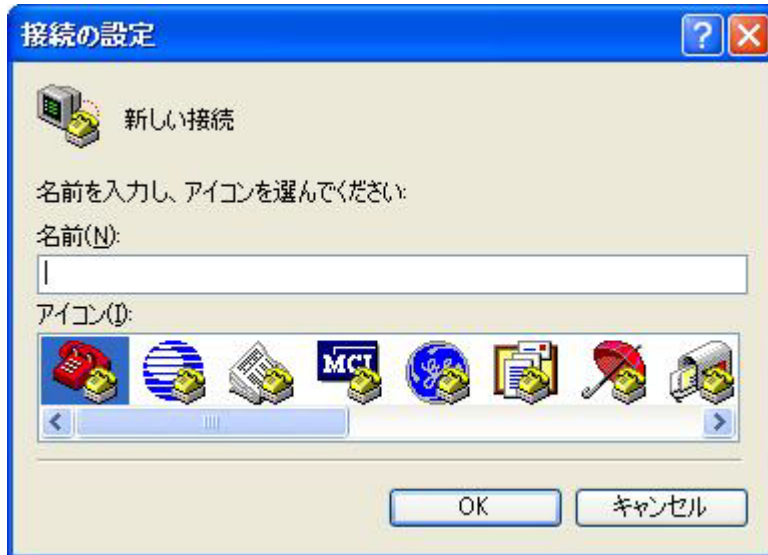 接続の設定
新しい接続
名前を入力し、アイコンを選んでください:
名前(N):
アイコン(I):
MCI
OK
キャンセル